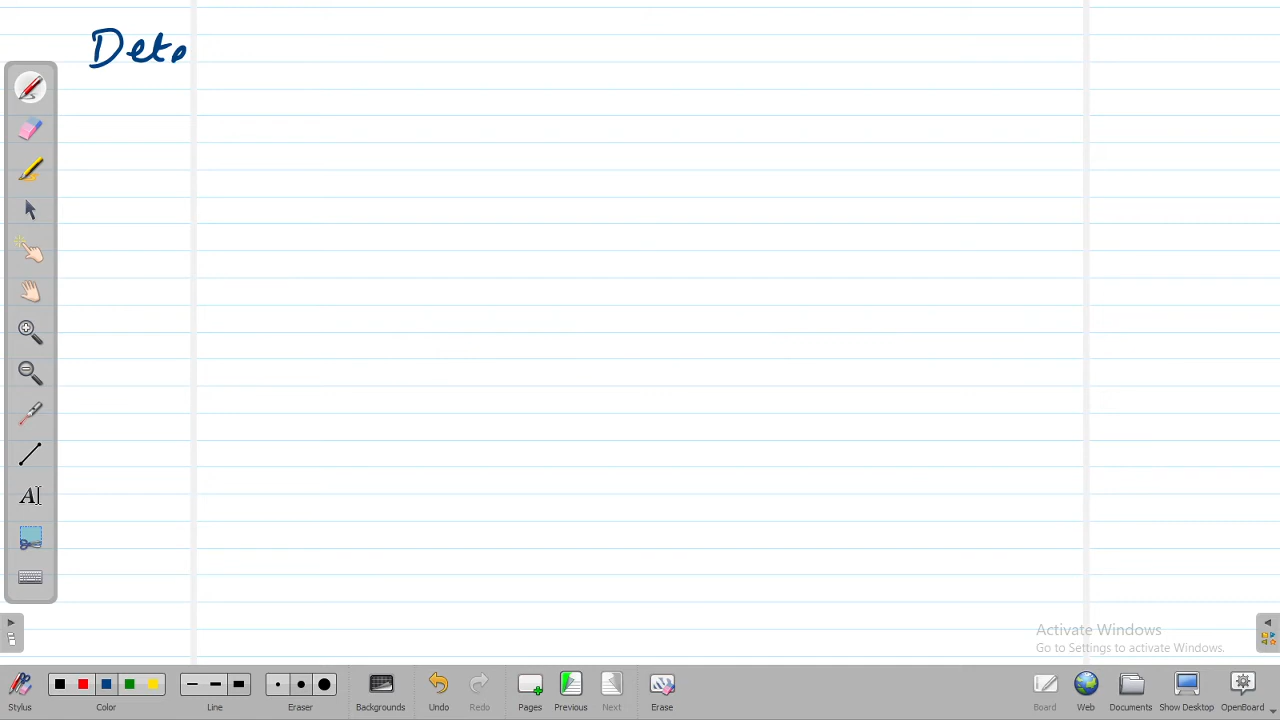 Dete
Activate Windows
Go to Settings to activate Windows.
Stylus
Color
Line
Eraser
Backgrounds
Undo
Redo
Pages
Previous
Next
Erase
Board
Web
Documents
Show Desktop
OpenBoard